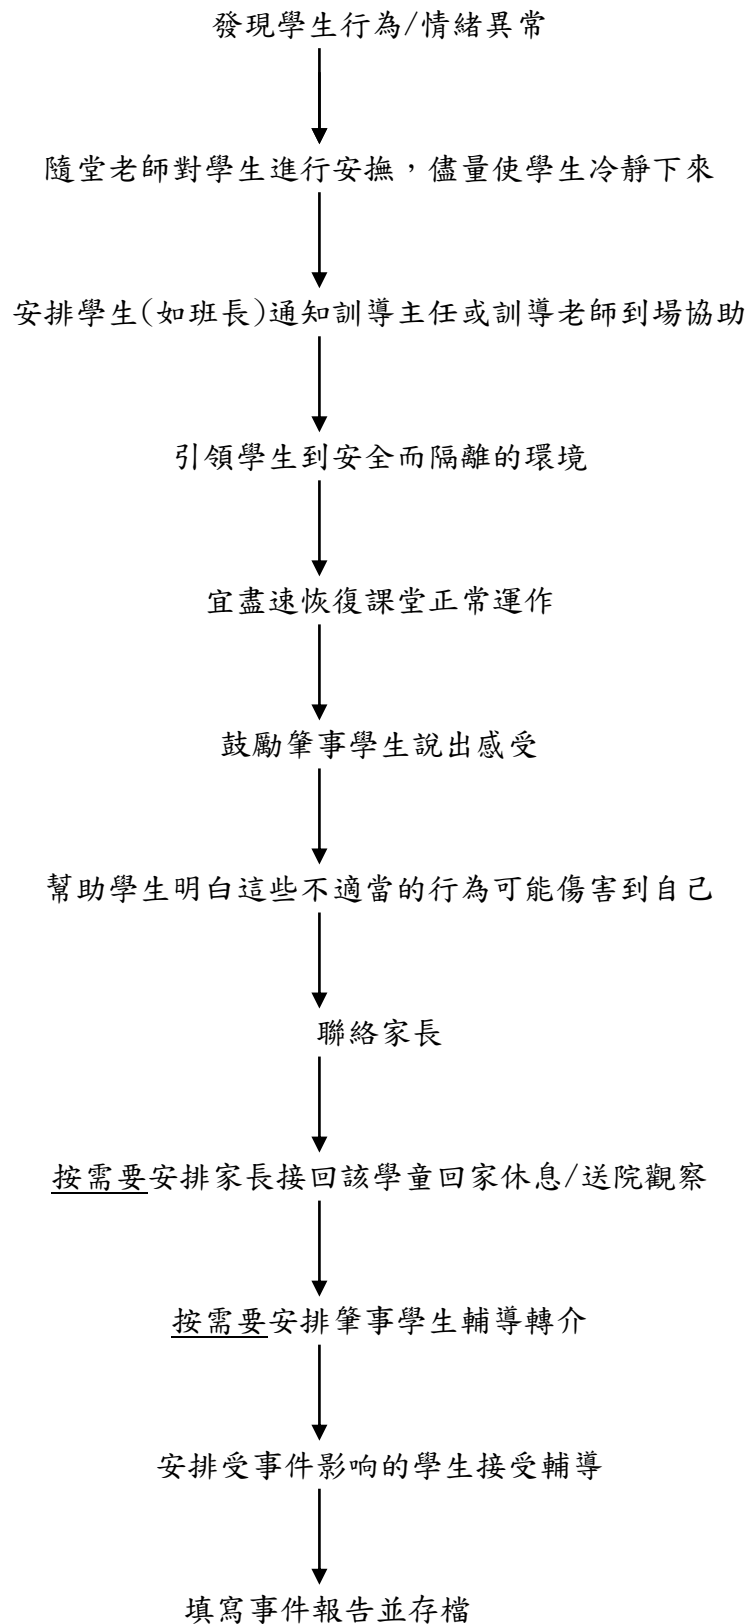 發現學生行為/情緒異常
隨堂老師對學生進行安撫，儘量使學生冷靜下來
安排學生(如班長)通知訓導主任或訓導老師到場協助
引領學生到安全而隔離的環境
宜盡速恢復課堂正常運作
鼓勵肇事學生說出感受
幫助學生明白這些不適當的行為可能傷害到自己
聯絡家長
按需要安排家長接回該學童回家休息/送院觀察
按需要安排肇事學生輔導轉介
安排受事件影响的學生接受輔導
填寫事件報告並存檔